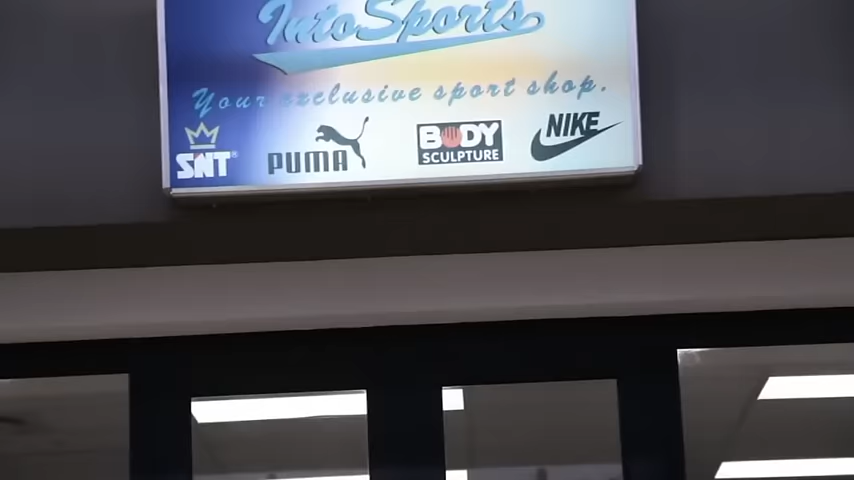 IntoSports
Your exclusive sport shop.
SNT® PUMA BODY SCULPTURE NIKE